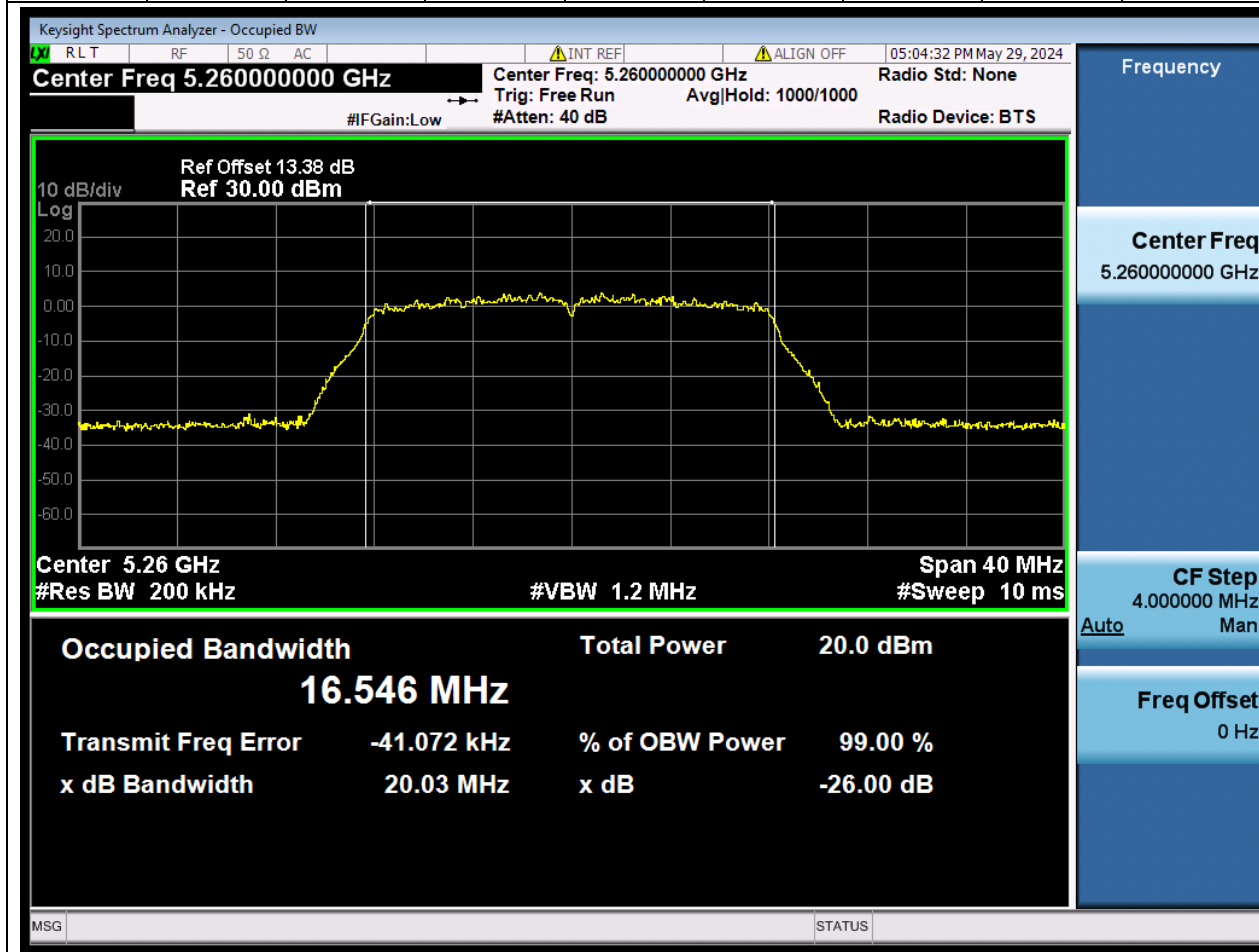 Keysight Spectrum Analyzer - Occupied BW
LXI RLT RF 50 Ω AC INT REF ALIGN OFF 05:04:32 PM May 29, 2024
Center Freq 5.260000000 GHz
Center Freq: 5.260000000 GHz Radio Std: None
Trig: Free Run Avg|Hold: 1000/1000
#IFGain:Low #Atten: 40 dB Radio Device: BTS
Ref Offset 13.38 dB
10 dB/div Ref 30.00 dBm
Log
20.0
10.0
0.00
-10.0
-20.0
-30.0
-40.0
-50.0
-60.0
Center 5.26 GHz Span 40 MHz
#Res BW 200 kHz #VBW 1.2 MHz #Sweep 10 ms
Occupied Bandwidth Total Power 20.0 dBm
16.546 MHz
Transmit Freq Error -41.072 kHz % of OBW Power 99.00 %
x dB Bandwidth 20.03 MHz x dB -26.00 dB
MSG STATUS
Frequency
Center Freq
5.260000000 GHz
CF Step
4.000000 MHz
Auto Man
Freq Offset
0 Hz